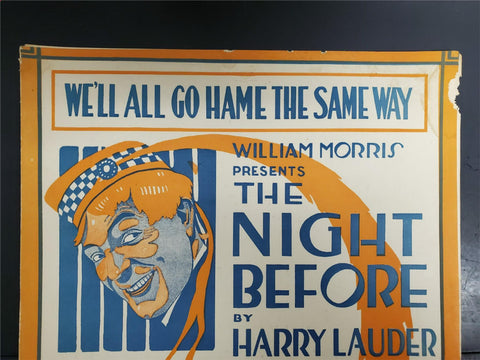 WE'LL ALL GO HAME THE SAME WAY
WILLIAM MORRIS
PRESENTS
THE
NIGHT
BEFORE
BY
HARRY LAUDER